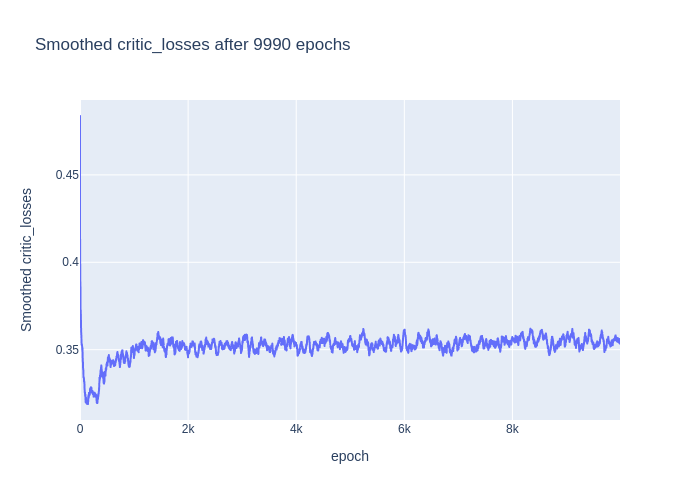 Smoothed critic_losses after 9990 epochs
Smoothed critic_losses
0.45
0.4
0.35
0
2k
4k
6k
8k
epoch